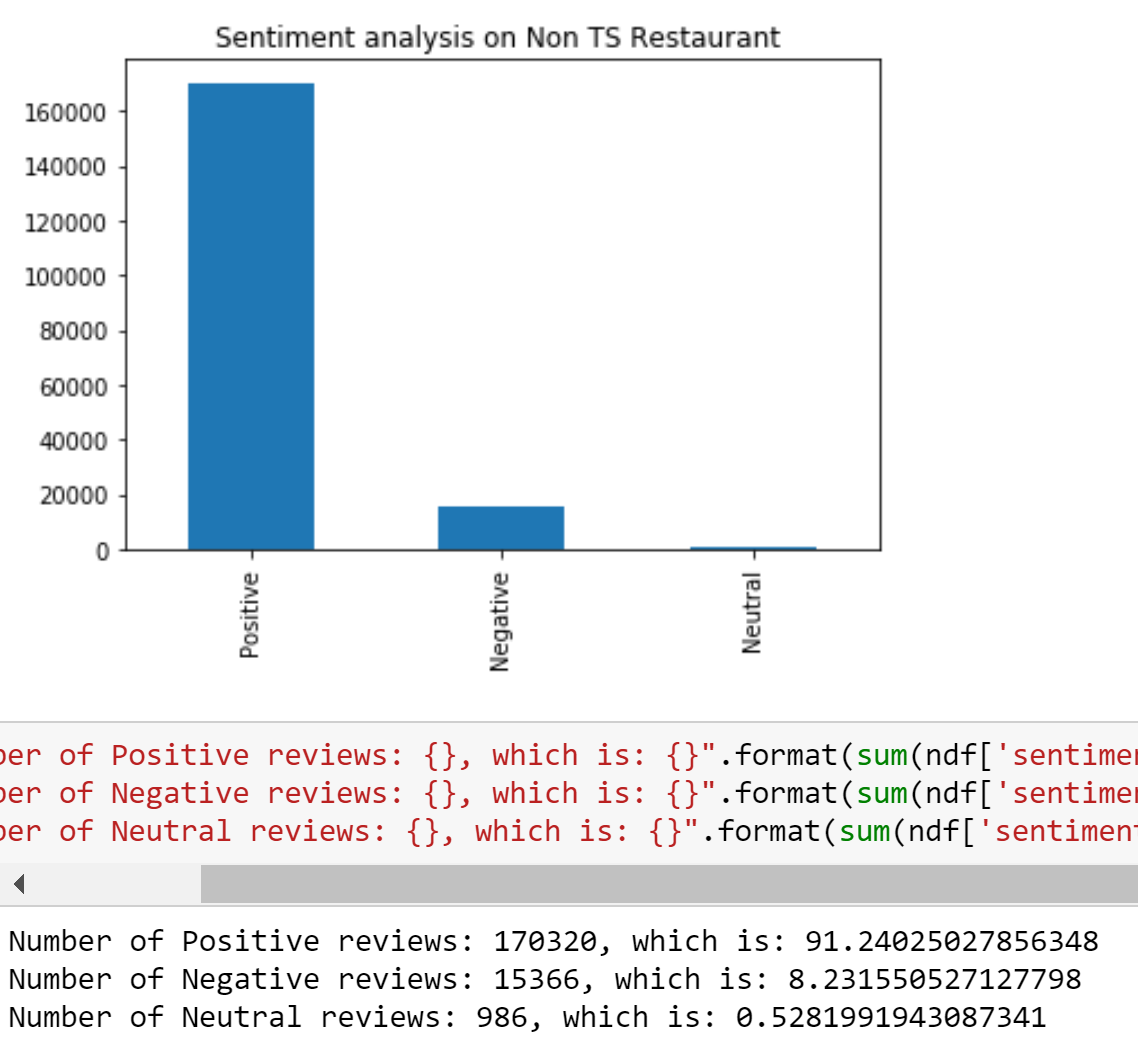 Sentiment analysis on Non TS Restaurant
160000
140000
120000
100000
80000
60000
40000
20000
0
Positive
Negative
Neutral
ber of Positive reviews: {}, which is: {}".format(sum(ndf['sentimen
ber of Negative reviews: {}, which is: {}".format(sum(ndf['sentimen
ber of Neutral reviews: {}, which is: {}".format(sum(ndf['sentiment
Number of Positive reviews: 170320, which is: 91.24025027856348
Number of Negative reviews: 15366, which is: 8.231550527127798
Number of Neutral reviews: 986, which is: 0.5281991943087341